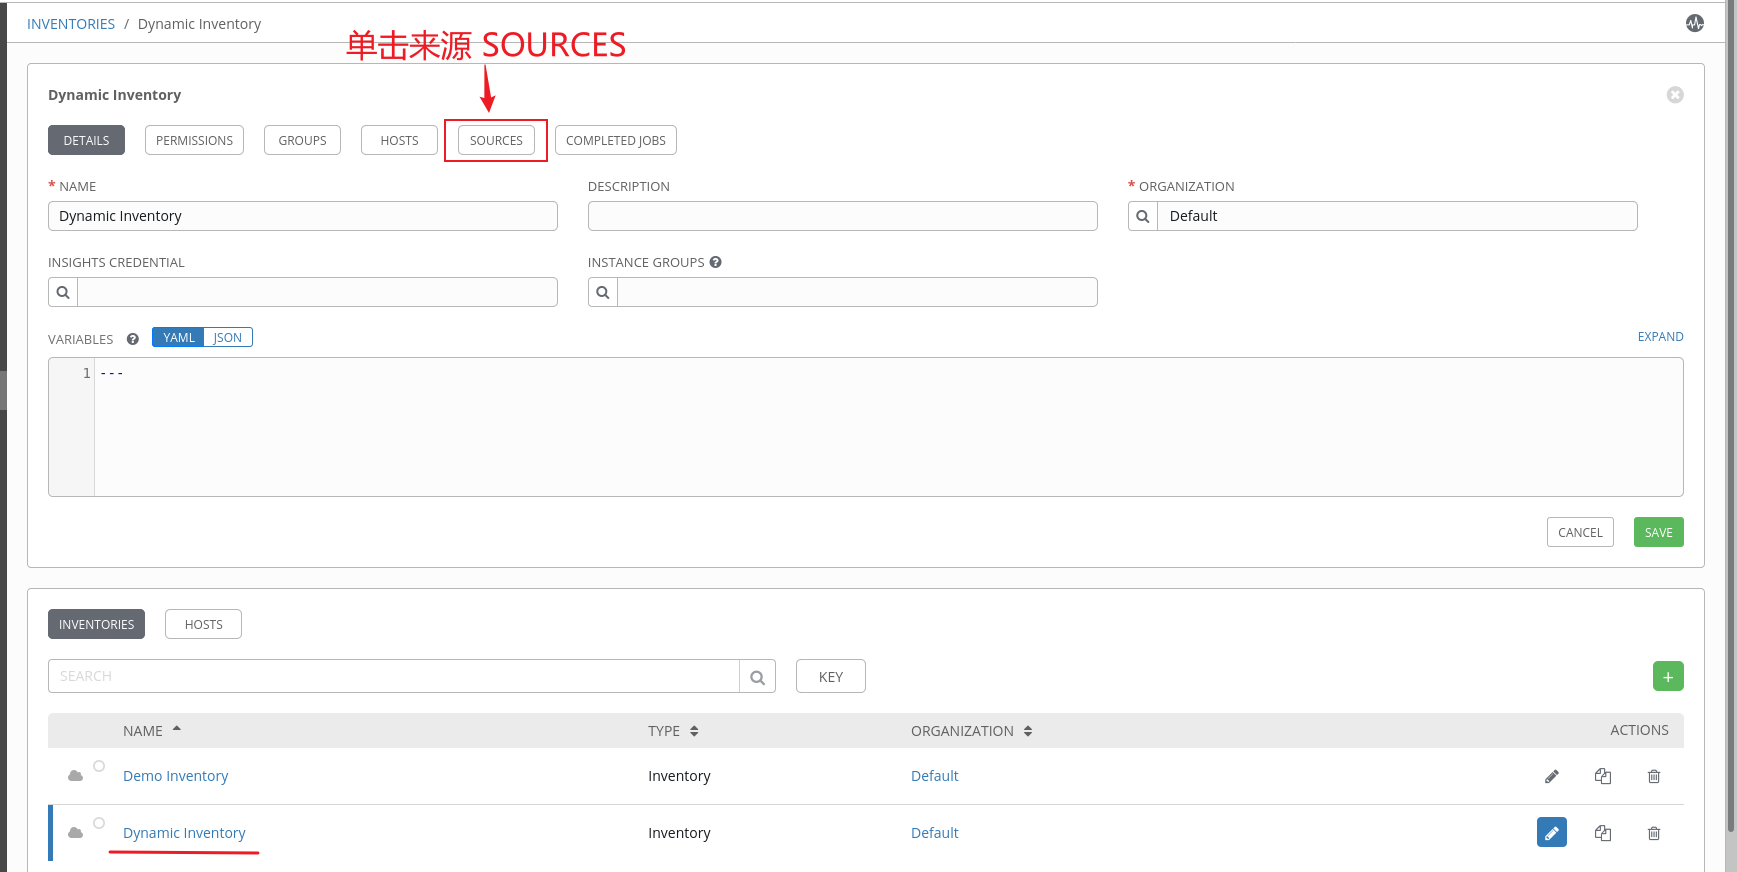 INVENTORIES / Dynamic Inventory
单击来源 SOURCES
Dynamic Inventory
DETAILS PERMISSIONS GROUPS HOSTS SOURCES COMPLETED JOBS
* NAME DESCRIPTION * ORGANIZATION
Dynamic Inventory Default
INSIGHTS CREDENTIAL INSTANCE GROUPS ?
VARIABLES ? YAML JSON EXPAND
1 ---
CANCEL SAVE
INVENTORIES HOSTS
SEARCH KEY +
NAME TYPE ORGANIZATION ACTIONS
Demo Inventory Inventory Default
Dynamic Inventory Inventory Default